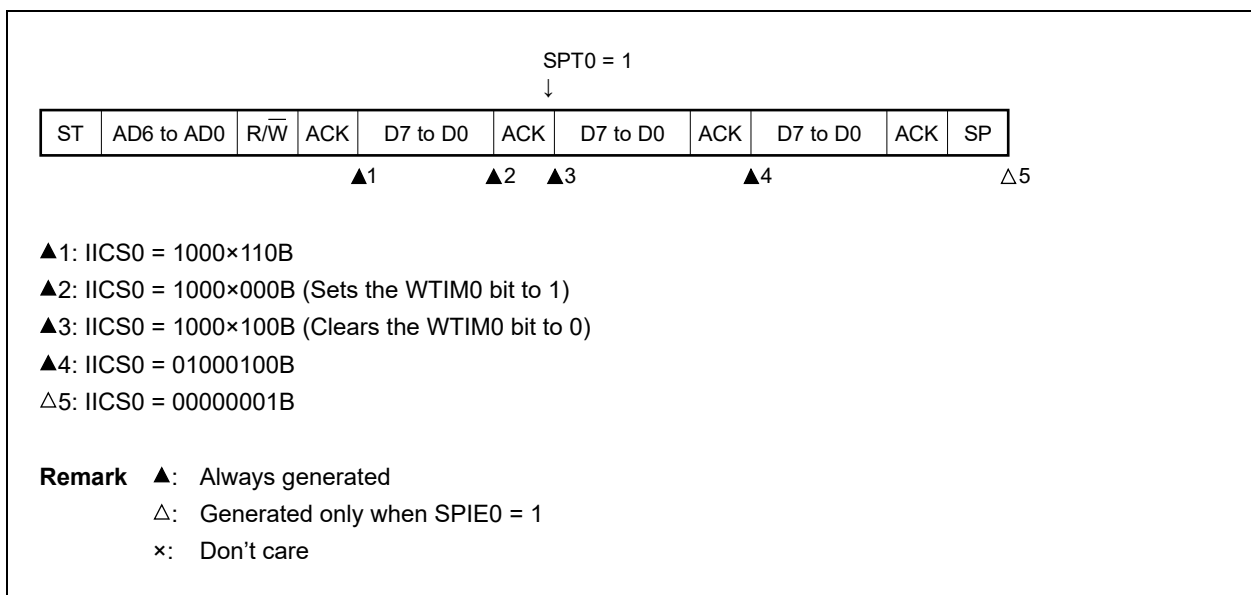 SPT0 = 1
↓
ST AD6 to AD0 R/W̅ ACK D7 to D0 ACK D7 to D0 ACK D7 to D0 ACK SP
▲1 ▲2 ▲3 ▲4 △5
▲1: IICS0 = 1000×110B
▲2: IICS0 = 1000×000B (Sets the WTIM0 bit to 1)
▲3: IICS0 = 1000×100B (Clears the WTIM0 bit to 0)
▲4: IICS0 = 01000100B
△5: IICS0 = 00000001B
Remark ▲: Always generated
△: Generated only when SPIE0 = 1
×: Don’t care